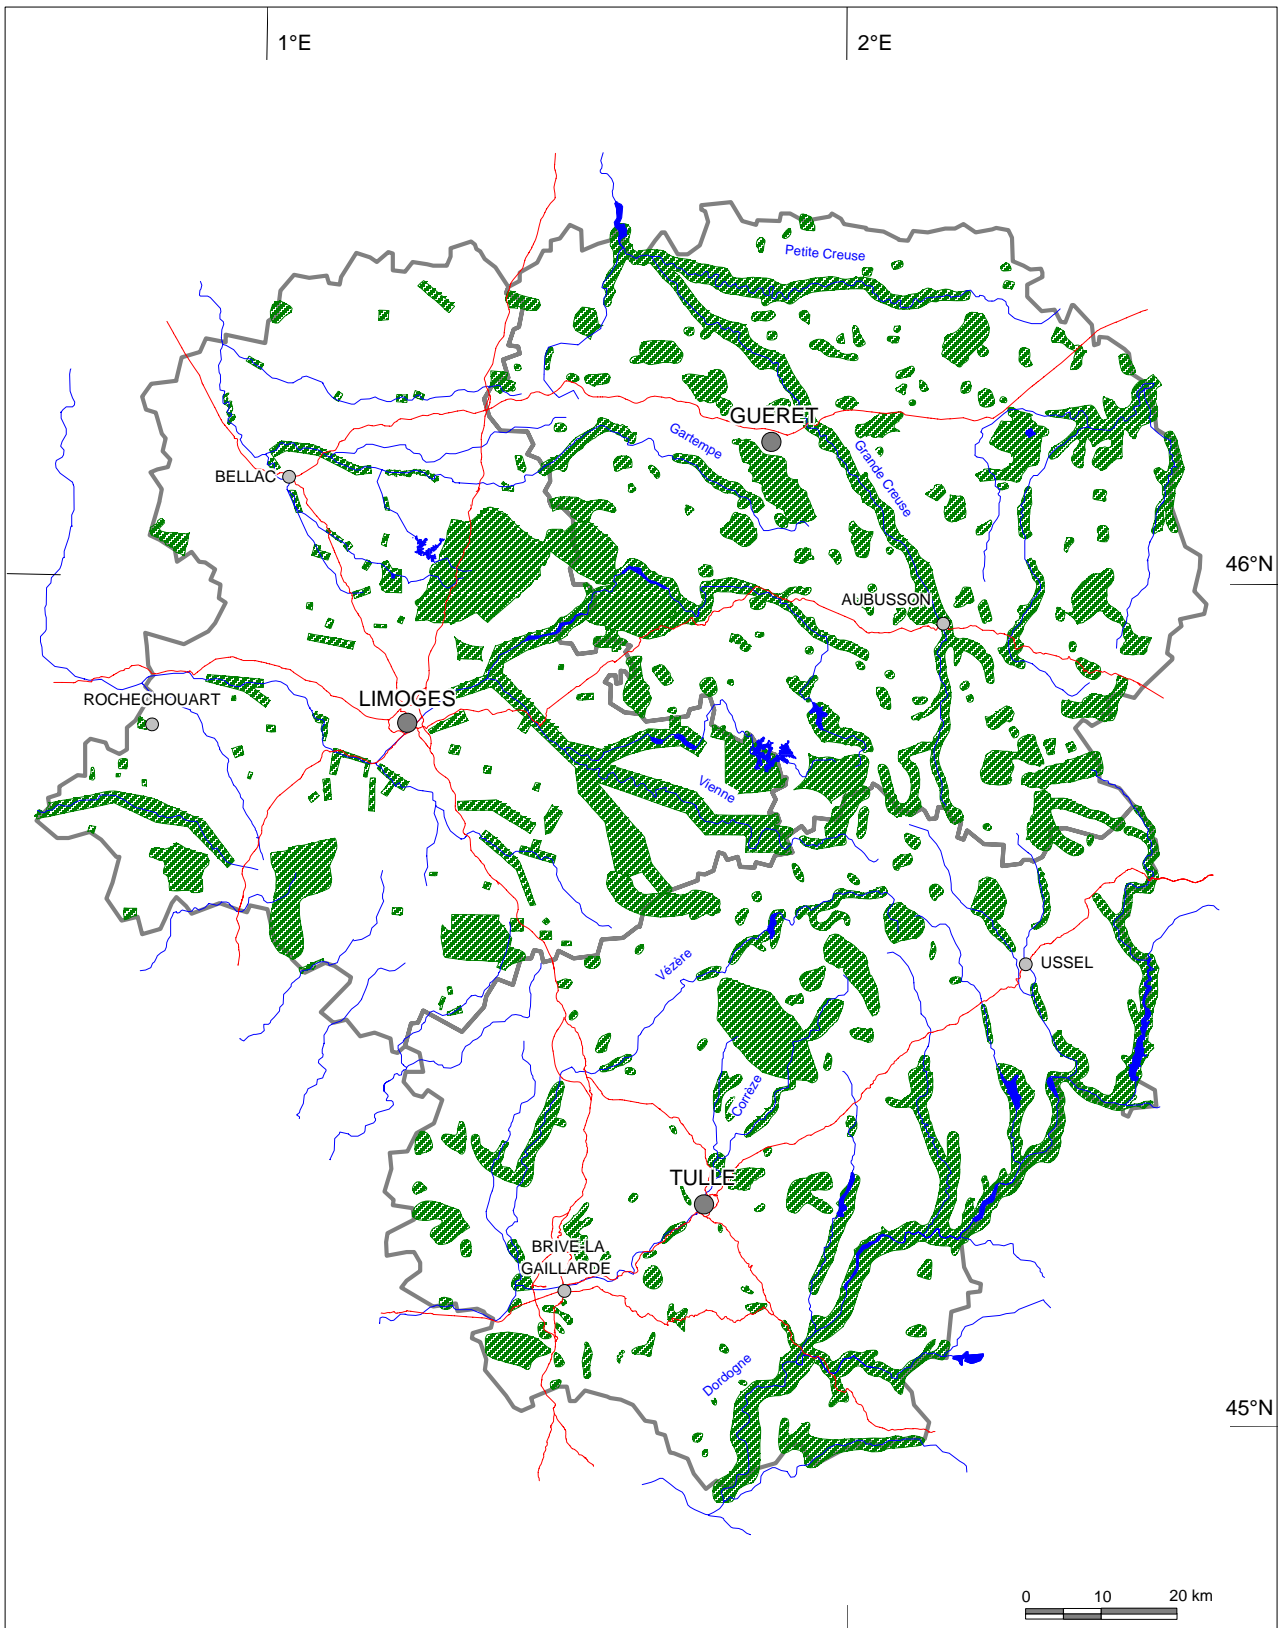 1°E
2°E
Petite Creuse
GUERET
Gartempe
Grande Creuse
BELLAC
46°N
AUBUSSON
ROCHECHOUART
LIMOGES
Vienne
Vézère
USSEL
Corrèze
TULLE
BRIVE-LA
GAILLARDE
Dordogne
45°N
0 10 20 km